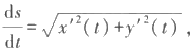 ds/dt = √(x′²(t)+y′²(t)) ,